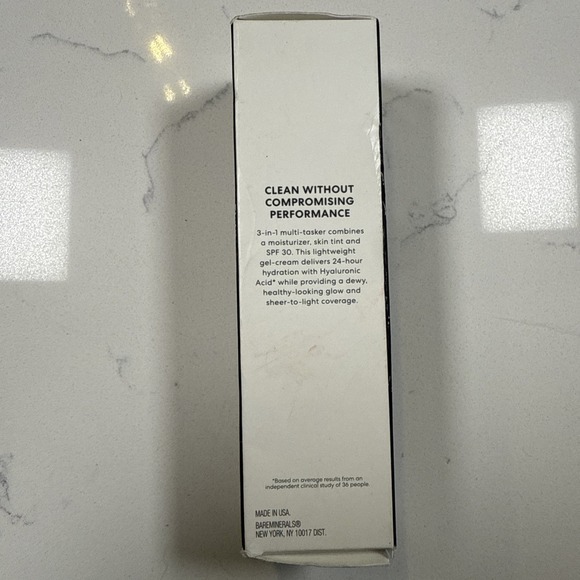 CLEAN WITHOUT
COMPROMISING
PERFORMANCE
3-in-1 multi-tasker combines
a moisturizer, skin tint and
SPF 30. This lightweight
gel-cream delivers 24-hour
hydration with Hyaluronic
Acid* while providing a dewy,
healthy-looking glow and
sheer-to-light coverage.
*Based on average results from an
independent clinical study of 36 people.
MADE IN USA.
BAREMINERALS®
NEW YORK, NY 10017 DIST.